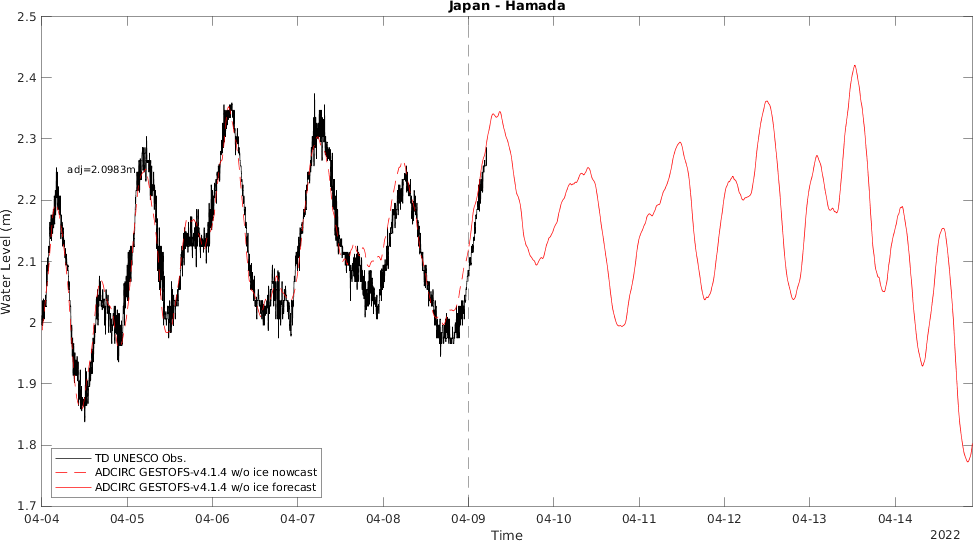 Japan - Hamada
2.5
2.4
2.3
2.2
2.1
2
1.9
1.8
1.7
Water Level (m)
adj=2.0983m
TD UNESCO Obs.
ADCIRC GESTOFS-v4.1.4 w/o ice nowcast
ADCIRC GESTOFS-v4.1.4 w/o ice forecast
04-04 04-05 04-06 04-07 04-08 04-09 04-10 04-11 04-12 04-13 04-14
Time
2022